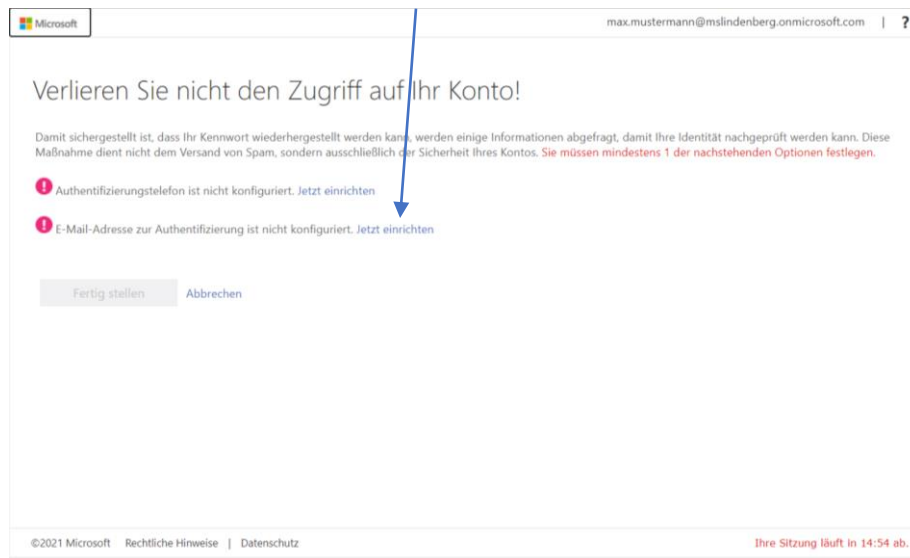 Microsoft
max.mustermann@mslindenberg.onmicrosoft.com | ?
Verlieren Sie nicht den Zugriff auf Ihr Konto!
Damit sichergestellt ist, dass Ihr Kennwort wiederhergestellt werden kann, werden einige Informationen abgefragt, damit Ihre Identität nachgeprüft werden kann. Diese
Maßnahme dient nicht dem Versand von Spam, sondern ausschließlich der Sicherheit Ihres Kontos. Sie müssen mindestens 1 der nachstehenden Optionen festlegen.
! Authentifizierungstelefon ist nicht konfiguriert. Jetzt einrichten
! E-Mail-Adresse zur Authentifizierung ist nicht konfiguriert. Jetzt einrichten
Fertig stellen Abbrechen
©2021 Microsoft Rechtliche Hinweise | Datenschutz
Ihre Sitzung läuft in 14:54 ab.